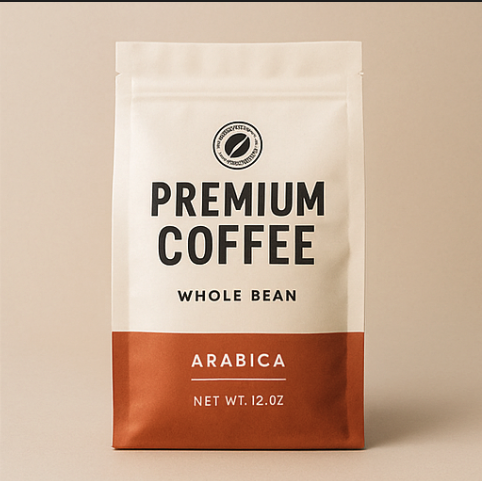 PREMIUM
COFFEE
WHOLE BEAN
ARABICA
NET WT. 12.OZ